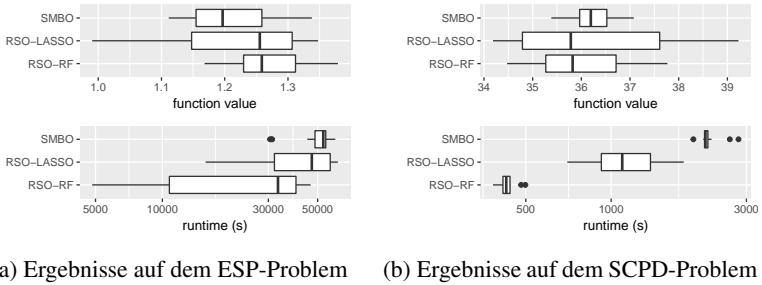 SMBO
RSO−LASSO
RSO−RF
1.0 1.1 1.2 1.3
function value
SMBO
RSO−LASSO
RSO−RF
34 35 36 37 38 39
function value
SMBO
RSO−LASSO
RSO−RF
5000 10000 30000 50000
runtime (s)
SMBO
RSO−LASSO
RSO−RF
500 1000 3000
runtime (s)
a) Ergebnisse auf dem ESP-Problem
(b) Ergebnisse auf dem SCPD-Problem